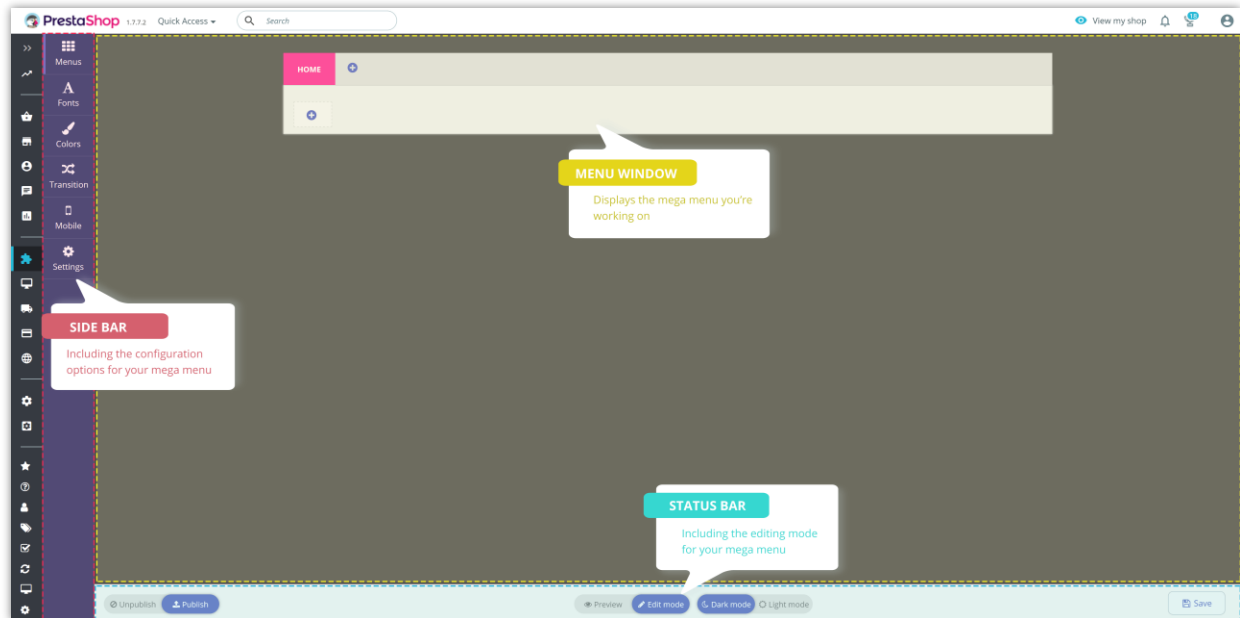 PrestaShop 1.7.7.2 Quick Access Search View my shop 18
Menus
HOME
Fonts
Colors
MENU WINDOW
Displays the mega menu you're
working on
Transition
Mobile
Settings
SIDE BAR
Including the configuration
options for your mega menu
STATUS BAR
Including the editing mode
for your mega menu
Unpublish Publish Preview Edit mode Dark mode Light mode Save